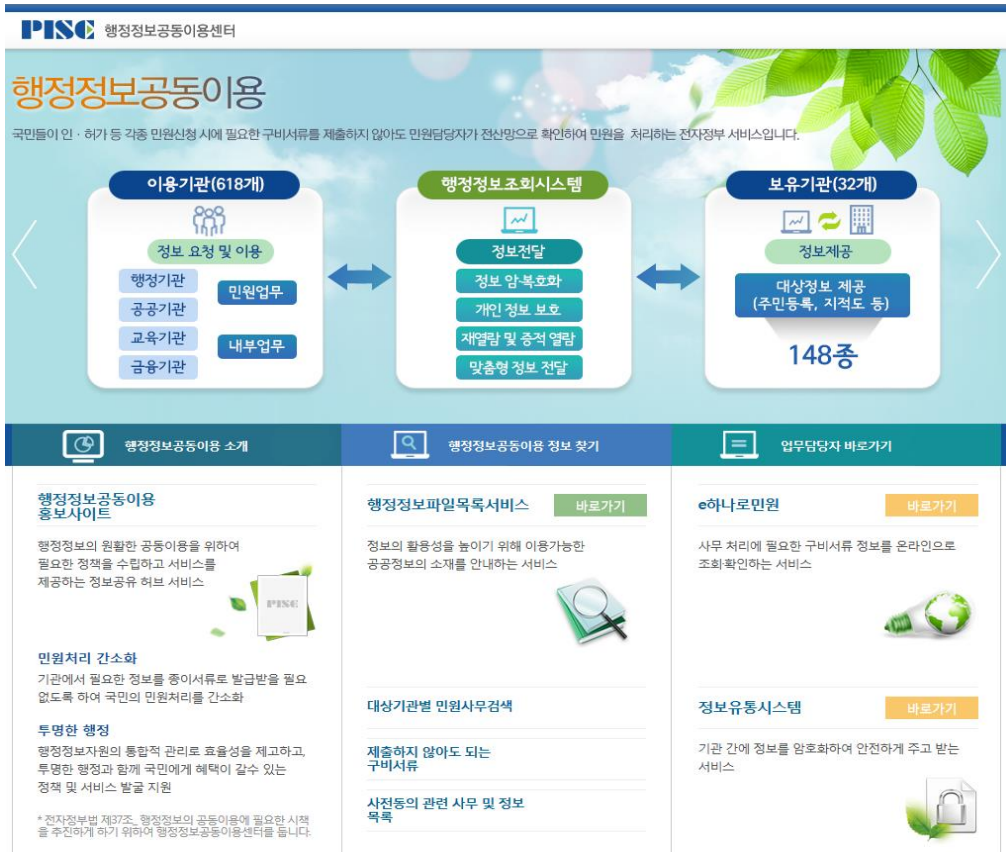 PISC 행정정보공동이용센터
행정정보공동이용
국민들이 인 · 허가 등 각종 민원신청 시에 필요한 구비서류를 제출하지 않아도 민원담당자가 전산망으로 확인하여 민원을 처리하는 전자정부 서비스입니다.
이용기관(618개)
정보 요청 및 이용
행정기관
공공기관
교육기관
금융기관
민원업무
내부업무
행정정보조회시스템
정보전달
정보 암·복호화
개인 정보 보호
재열람 및 증적 열람
맞춤형 정보 전달
보유기관(32개)
정보제공
대상정보 제공
(주민등록, 지적도 등)
148종
행정정보공동이용 소개
행정정보공동이용
홍보사이트
행정정보의 원활한 공동이용을 위하여
필요한 정책을 수립하고 서비스를
제공하는 정보공유 허브 서비스
PISC
민원처리 간소화
기관에서 필요한 정보를 종이서류로 발급받을 필요
없도록 하여 국민의 민원처리를 간소화
투명한 행정
행정정보자원의 통합적 관리로 효율성을 제고하고,
투명한 행정과 함께 국민에게 혜택이 갈수 있는
정책 및 서비스 발굴 지원
* 전자정부법 제37조_ 행정정보의 공동이용에 필요한 시책
을 추진하게 하기 위하여 행정정보공동이용센터를 둡니다.
행정정보공동이용 정보 찾기
행정정보파일목록서비스 바로가기
정보의 활용성을 높이기 위해 이용가능한
공공정보의 소재를 안내하는 서비스
대상기관별 민원사무검색
제출하지 않아도 되는
구비서류
사전동의 관련 사무 및 정보
목록
업무담당자 바로가기
e하나로민원 바로가기
사무 처리에 필요한 구비서류 정보를 온라인으로
조회·확인하는 서비스
정보유통시스템 바로가기
기관 간에 정보를 암호화하여 안전하게 주고 받는
서비스